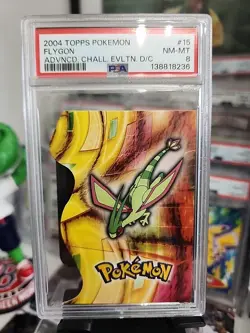 2004 TOPPS POKEMON #15
FLYGON NM-MT
ADVNCD. CHALL. EVLTN. D/C 8
PSA 138818236
POKéMON